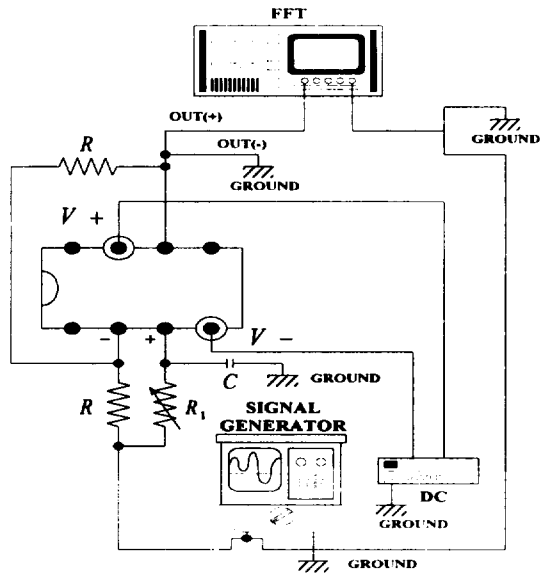 FFT
OUT(+)
GROUND
R
OUT(-)
GROUND
V +
- +
V -
C
GROUND
R
R₁
SIGNAL
GENERATOR
DC
GROUND
GROUND